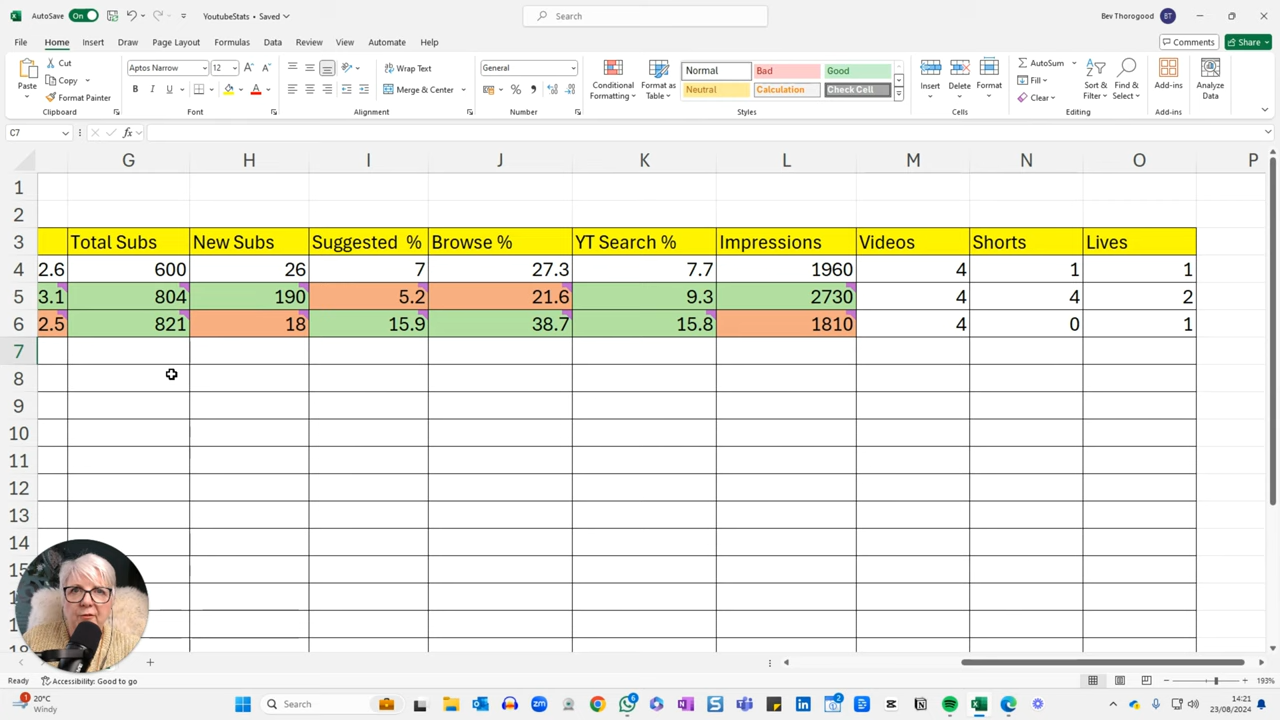 AutoSave On YoutubeStats • Saved Search Bev Thorogood BT
File Home Insert Draw Page Layout Formulas Data Review View Automate Help Comments Share
Paste Cut Copy Format Painter Clipboard
Aptos Narrow 12 B I U A Font
Wrap Text Merge & Center Alignment
General % Number
Conditional Formatting Format as Table
Normal Bad Good
Neutral Calculation Check Cell
Styles
Insert Delete Format Cells
AutoSum Fill Clear Sort & Filter Find & Select Editing
Add-ins Add-ins
Analyze Data
C7 fx
G H I J K L M N O P
1
2
3 Total Subs New Subs Suggested % Browse % YT Search % Impressions Videos Shorts Lives
4 2.6 600 26 7 27.3 7.7 1960 4 1 1
5 3.1 804 190 5.2 21.6 9.3 2730 4 4 2
6 2.5 821 18 15.9 38.7 15.8 1810 4 0 1
7
8
9
10
11
12
13
14
Ready Accessibility: Good to go 193%
20°C Windy Search 14:21 23/08/2024